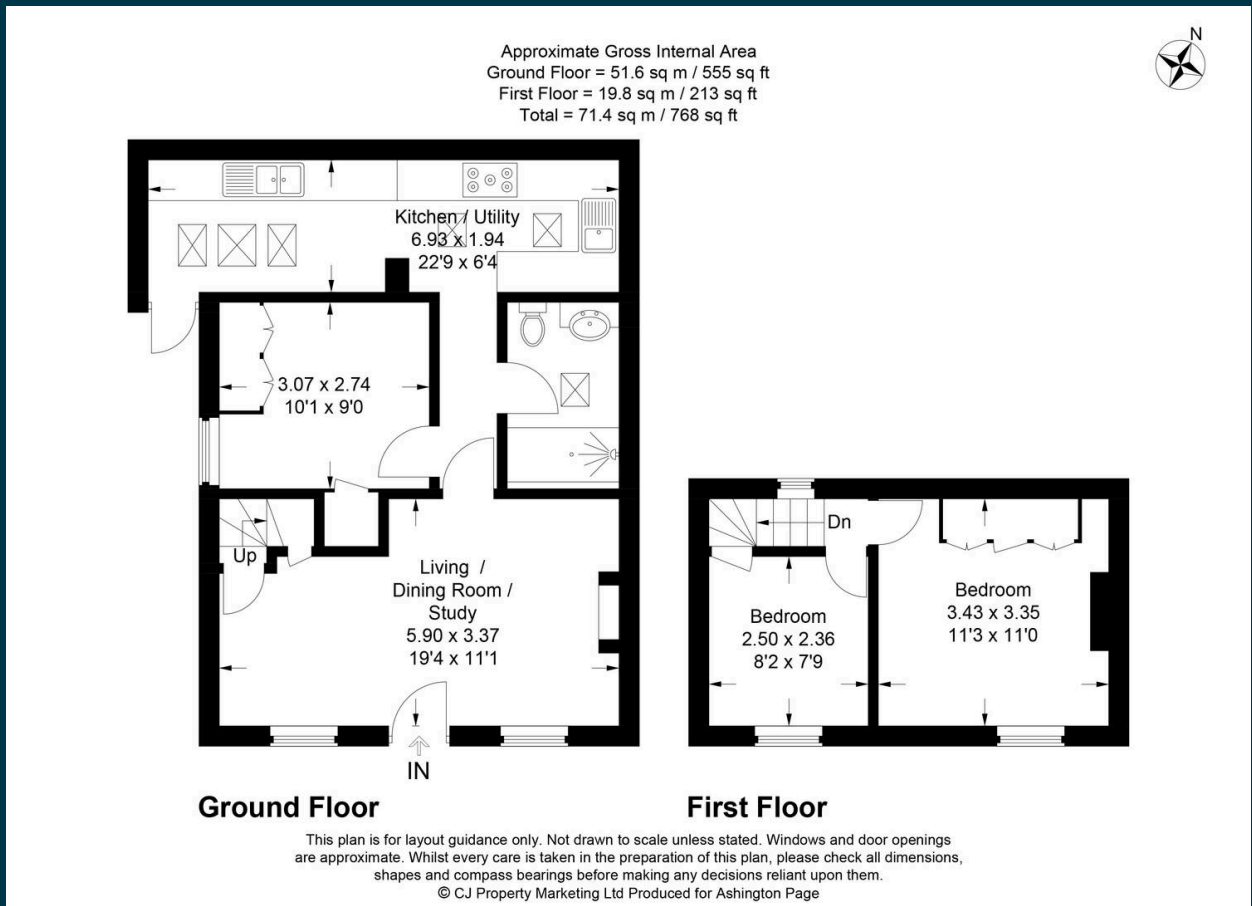 N
Approximate Gross Internal Area
Ground Floor = 51.6 sq m / 555 sq ft
First Floor = 19.8 sq m / 213 sq ft
Total = 71.4 sq m / 768 sq ft
Kitchen / Utility
6.93 x 1.94
22'9 x 6'4
3.07 x 2.74
10'1 x 9'0
Up
Living /
Dining Room /
Study
5.90 x 3.37
19'4 x 11'1
IN
Dn
Bedroom
2.50 x 2.36
8'2 x 7'9
Bedroom
3.43 x 3.35
11'3 x 11'0
Ground Floor
First Floor
This plan is for layout guidance only. Not drawn to scale unless stated. Windows and door openings
are approximate. Whilst every care is taken in the preparation of this plan, please check all dimensions,
shapes and compass bearings before making any decisions reliant upon them.
© CJ Property Marketing Ltd Produced for Ashington Page